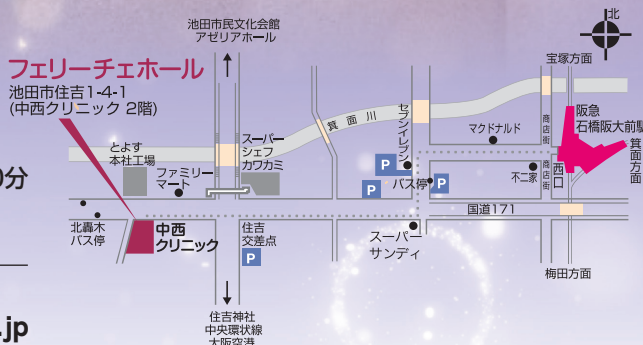 池田市民文化会館
アゼリアホール
北
宝塚方面
フェリーチェホール
池田市住吉1-4-1
(中西クリニック 2階)
とよす
本社工場
ファミリー
マート
スーパー
シェフ
カワカミ
箕面川
セブンイレブン
マクドナルド
商店街
阪急
石橋阪大前駅
箕面方面
西口
不二家
商店街
P
P
バス停
P
0分
国道171
北轟木
バス停
中西
クリニック
住吉
交差点
P
スーパー
サンディ
梅田方面
住吉神社
中央環状線
大阪空港
.jp